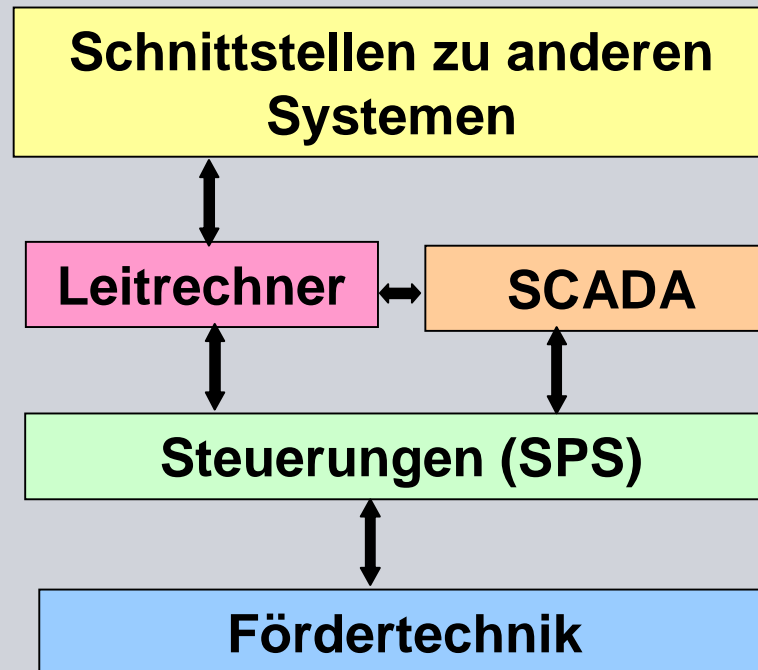 Schnittstellen zu anderen
Systemen
Leitrechner
SCADA
Steuerungen (SPS)
Fördertechnik